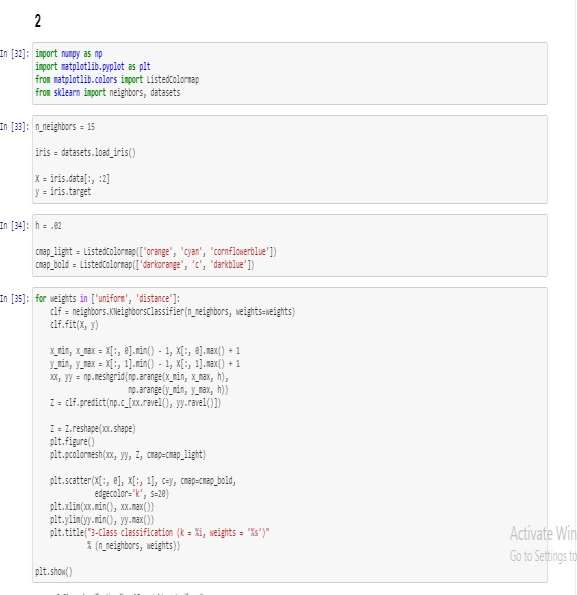 2
In [32]: import numpy as np
import matplotlib.pyplot as plt
from matplotlib.colors import ListedColormap
from sklearn import neighbors, datasets
In [33]: n_neighbors = 15
iris = datasets.load_iris()
X = iris.data[:, :2]
y = iris.target
In [34]: h = .02
cmap_light = ListedColormap(['orange', 'cyan', 'cornflowerblue'])
cmap_bold = ListedColormap(['darkorange', 'c', 'darkblue'])
In [35]: for weights in ['uniform', 'distance']:
clf = neighbors.KNeighborsClassifier(n_neighbors, weights=weights)
clf.fit(X, y)
x_min, x_max = X[:, 0].min() - 1, X[:, 0].max() + 1
y_min, y_max = X[:, 1].min() - 1, X[:, 1].max() + 1
xx, yy = np.meshgrid(np.arange(x_min, x_max, h),
np.arange(y_min, y_max, h))
Z = clf.predict(np.c_[xx.ravel(), yy.ravel()])
Z = Z.reshape(xx.shape)
plt.figure()
plt.pcolormesh(xx, yy, Z, cmap=cmap_light)
plt.scatter(X[:, 0], X[:, 1], c=y, cmap=cmap_bold,
edgecolor='k', s=20)
plt.xlim(xx.min(), xx.max())
plt.ylim(yy.min(), yy.max())
plt.title("3-Class classification (k = %i, weights = '%s')"
% (n_neighbors, weights))
plt.show()
Activate Win
Go to Settings to